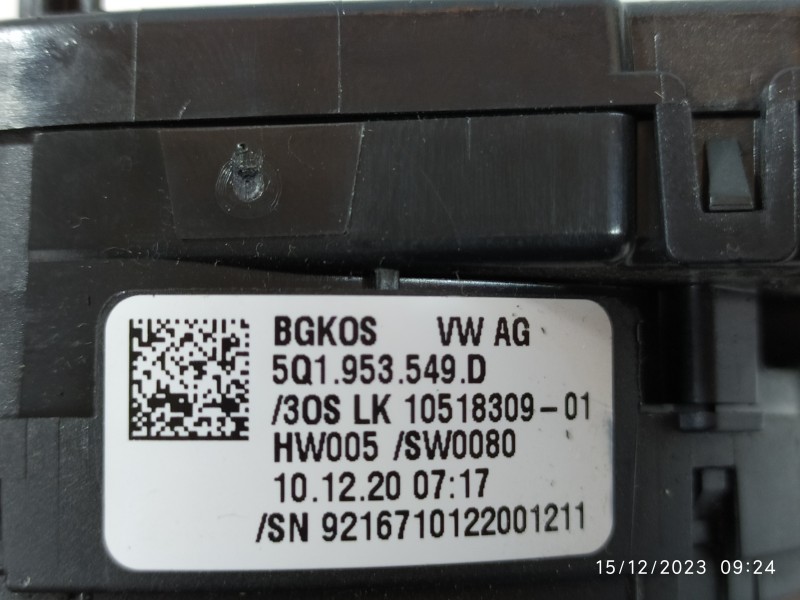 BGKOS VW AG
5Q1.953.549.D
/3OS LK 10518309-01
HW005 /SW0080
10.12.20 07:17
/SN 9216710122001211
15/12/2023 09:24